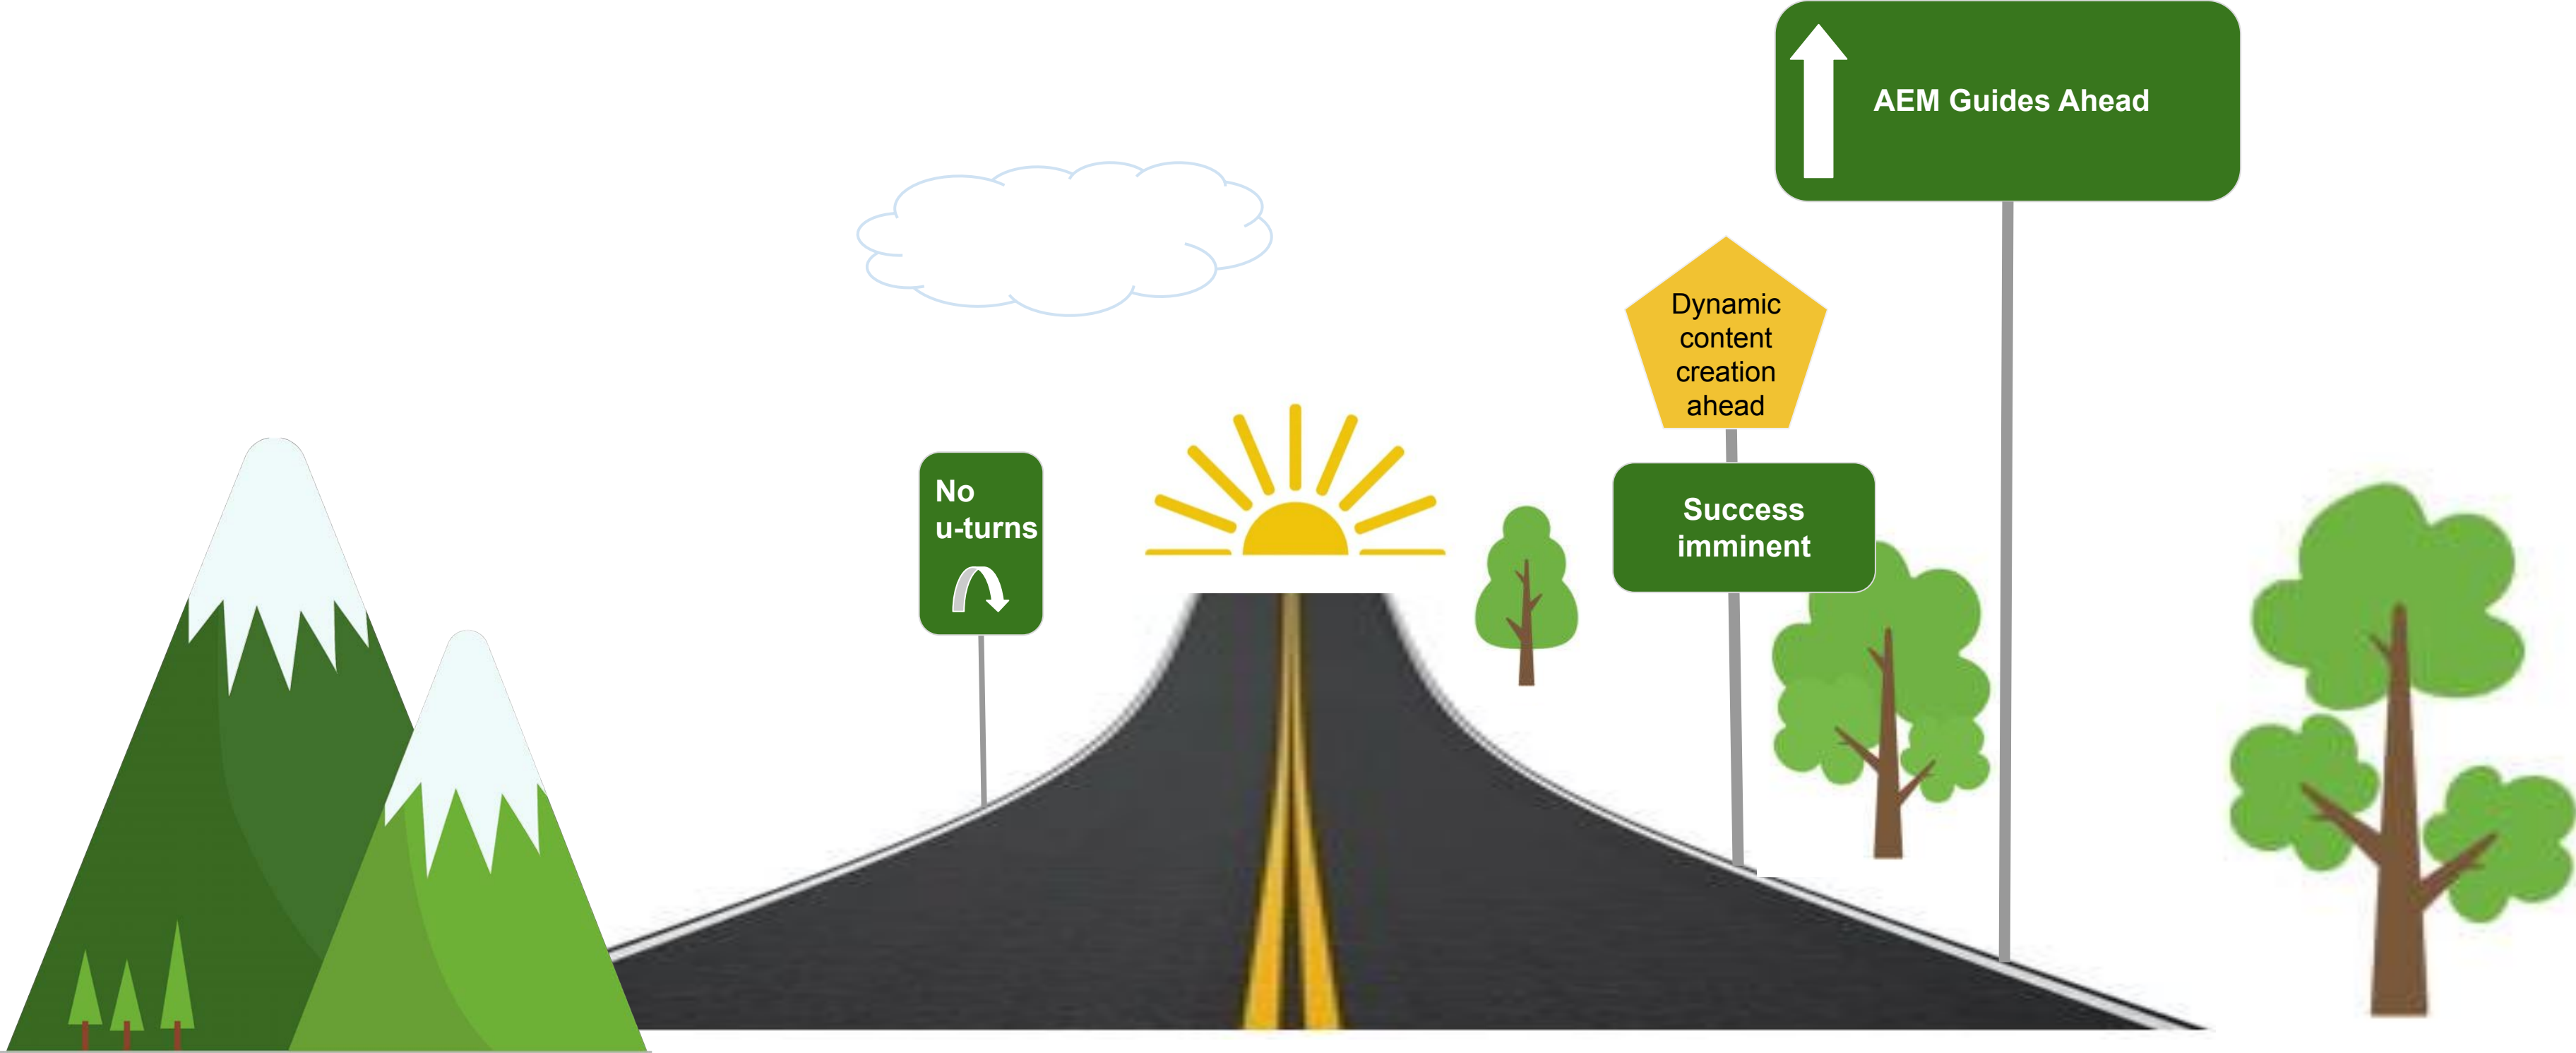 AEM Guides Ahead
Dynamic
content
creation
ahead
No
u-turns
Success
imminent